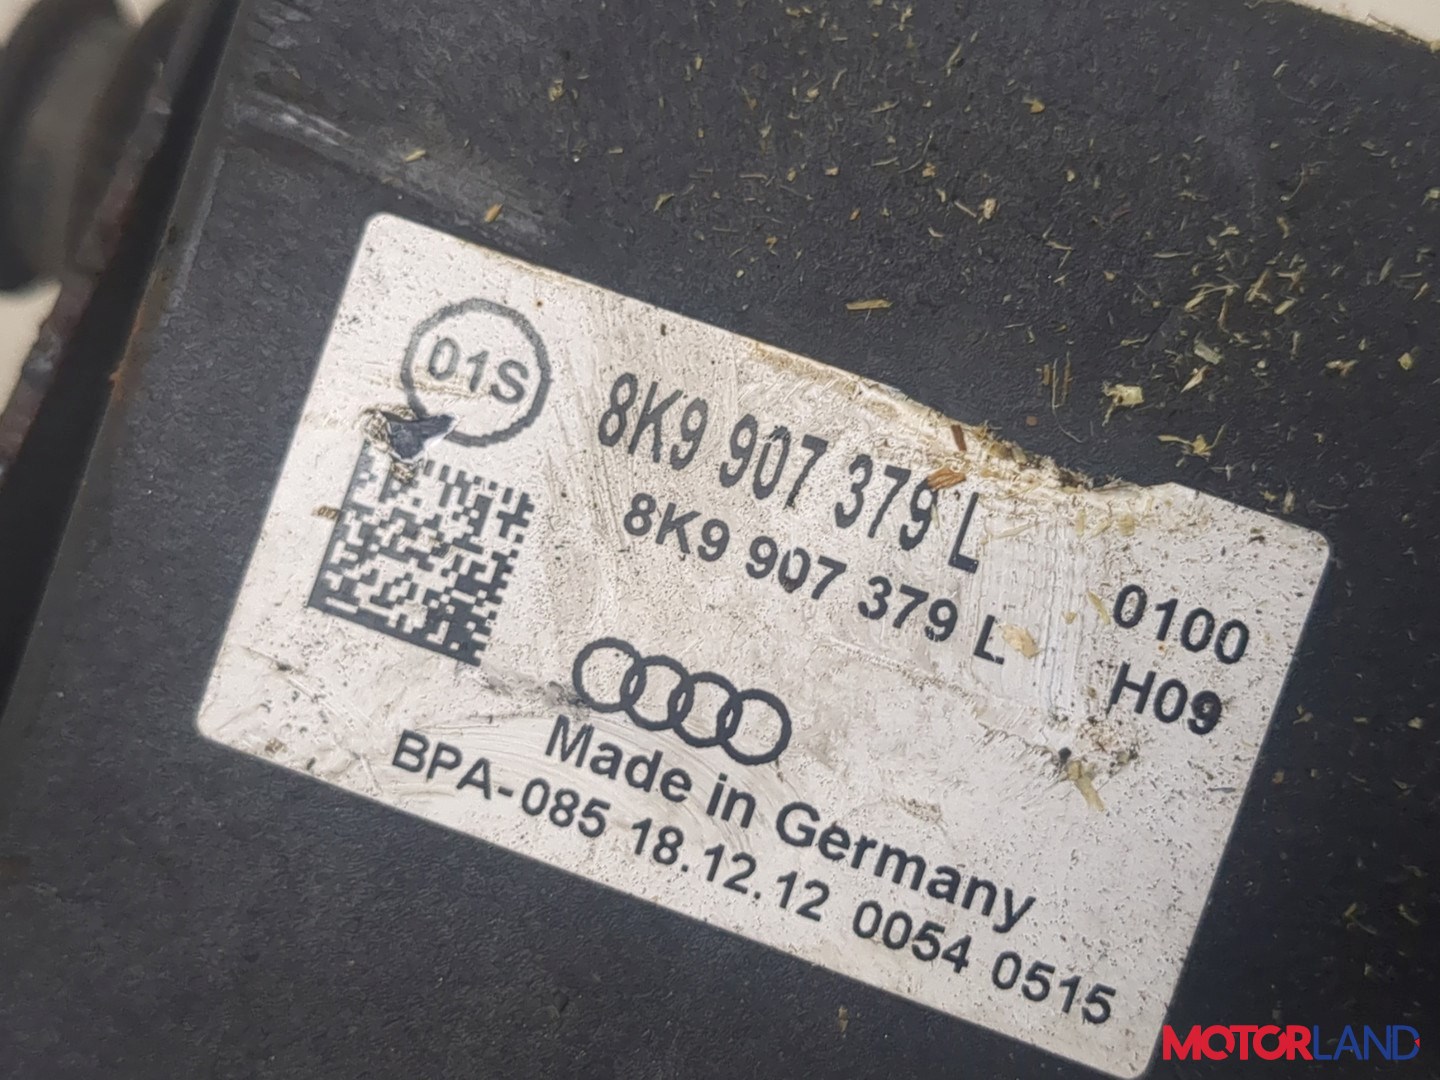 01S
8K9 907 379 L
8K9 907 379 L
0100
H09
Made in Germany
BPA-085 18.12.12 0054 0515
MOTORLAND